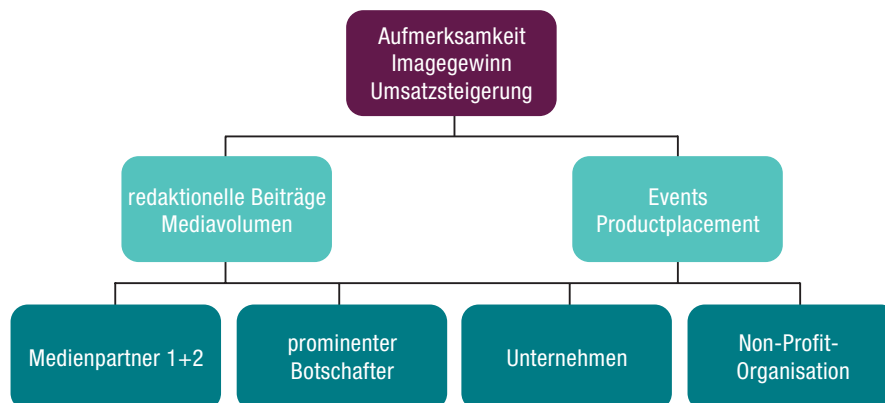 Aufmerksamkeit
Imagegewinn
Umsatzsteigerung
redaktionelle Beiträge
Mediavolumen
Events
Productplacement
Medienpartner 1+2
prominenter
Botschafter
Unternehmen
Non-Profit-
Organisation